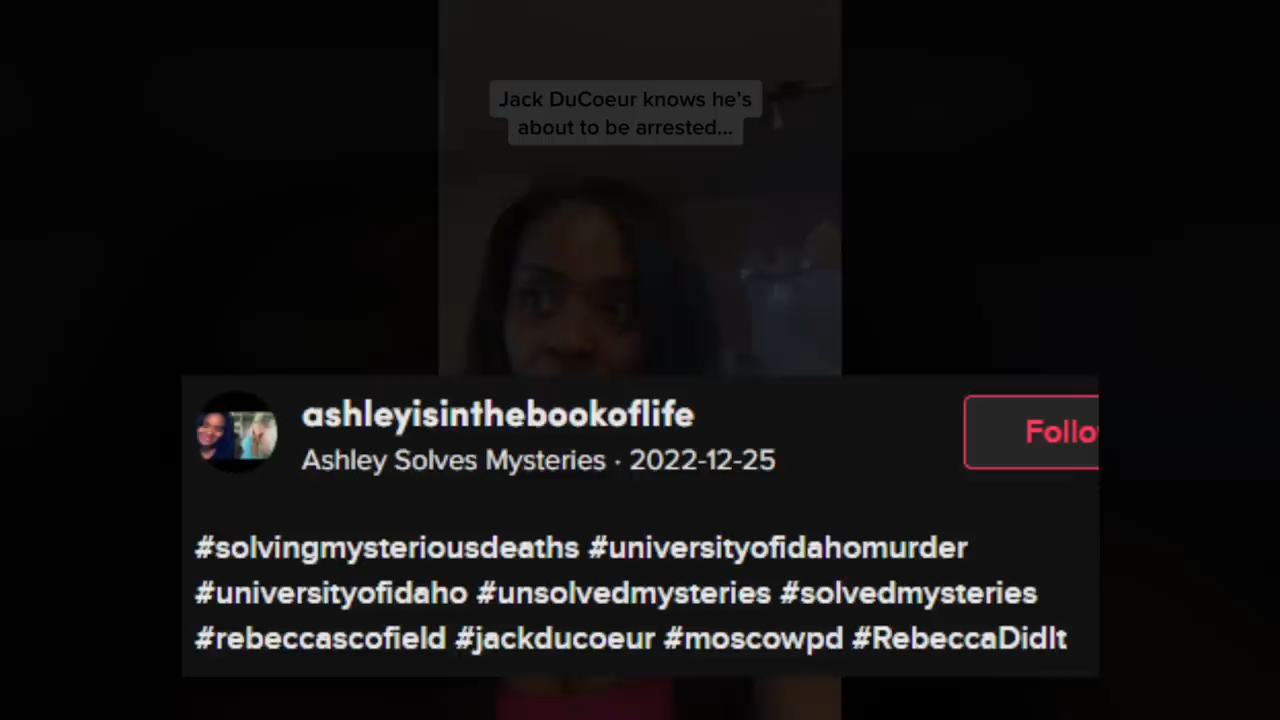 Jack DuCoeur knows he's
about to be arrested...
ashleyisinthebookoflife
Ashley Solves Mysteries · 2022-12-25
Follo
#solvingmysteriousdeaths #universityofidahomurder
#universityofidaho #unsolvedmysteries #solvedmysteries
#rebeccascofield #jackducoeur #moscowpd #RebeccaDidIt